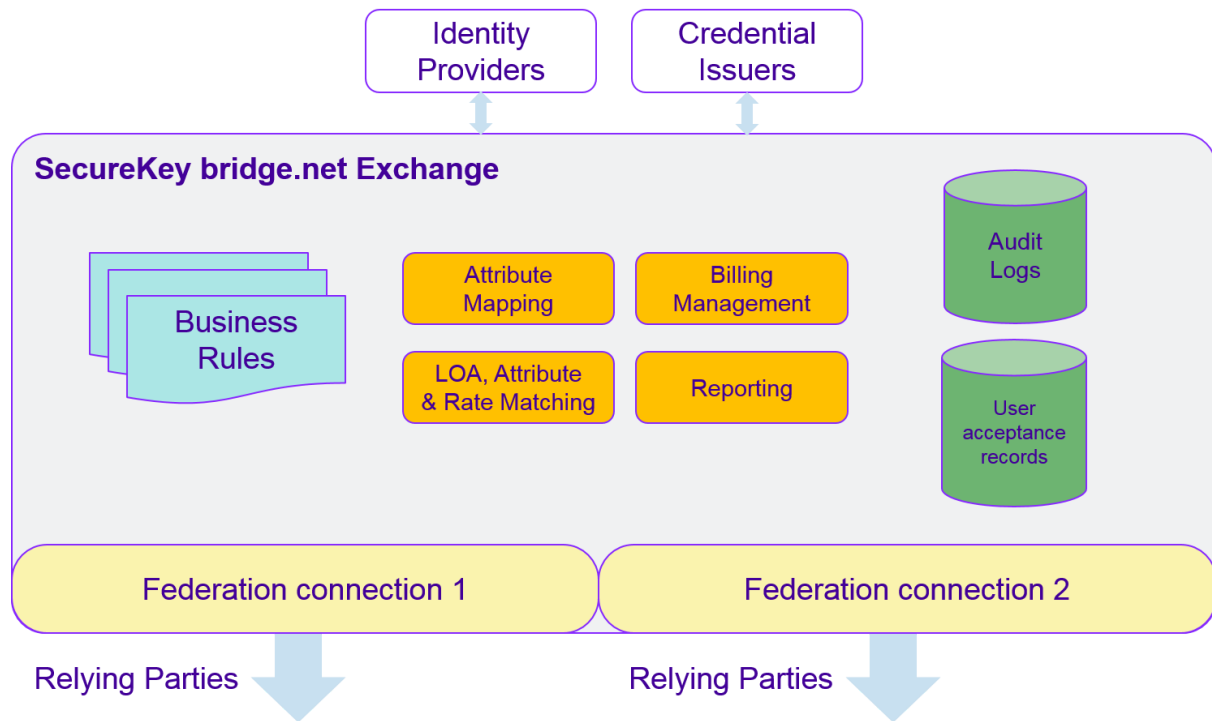 Identity
Providers
Credential
Issuers
SecureKey bridge.net Exchange
Business
Rules
Attribute
Mapping
Billing
Management
LOA, Attribute
& Rate Matching
Reporting
Audit
Logs
User
acceptance
records
Federation connection 1
Federation connection 2
Relying Parties
Relying Parties